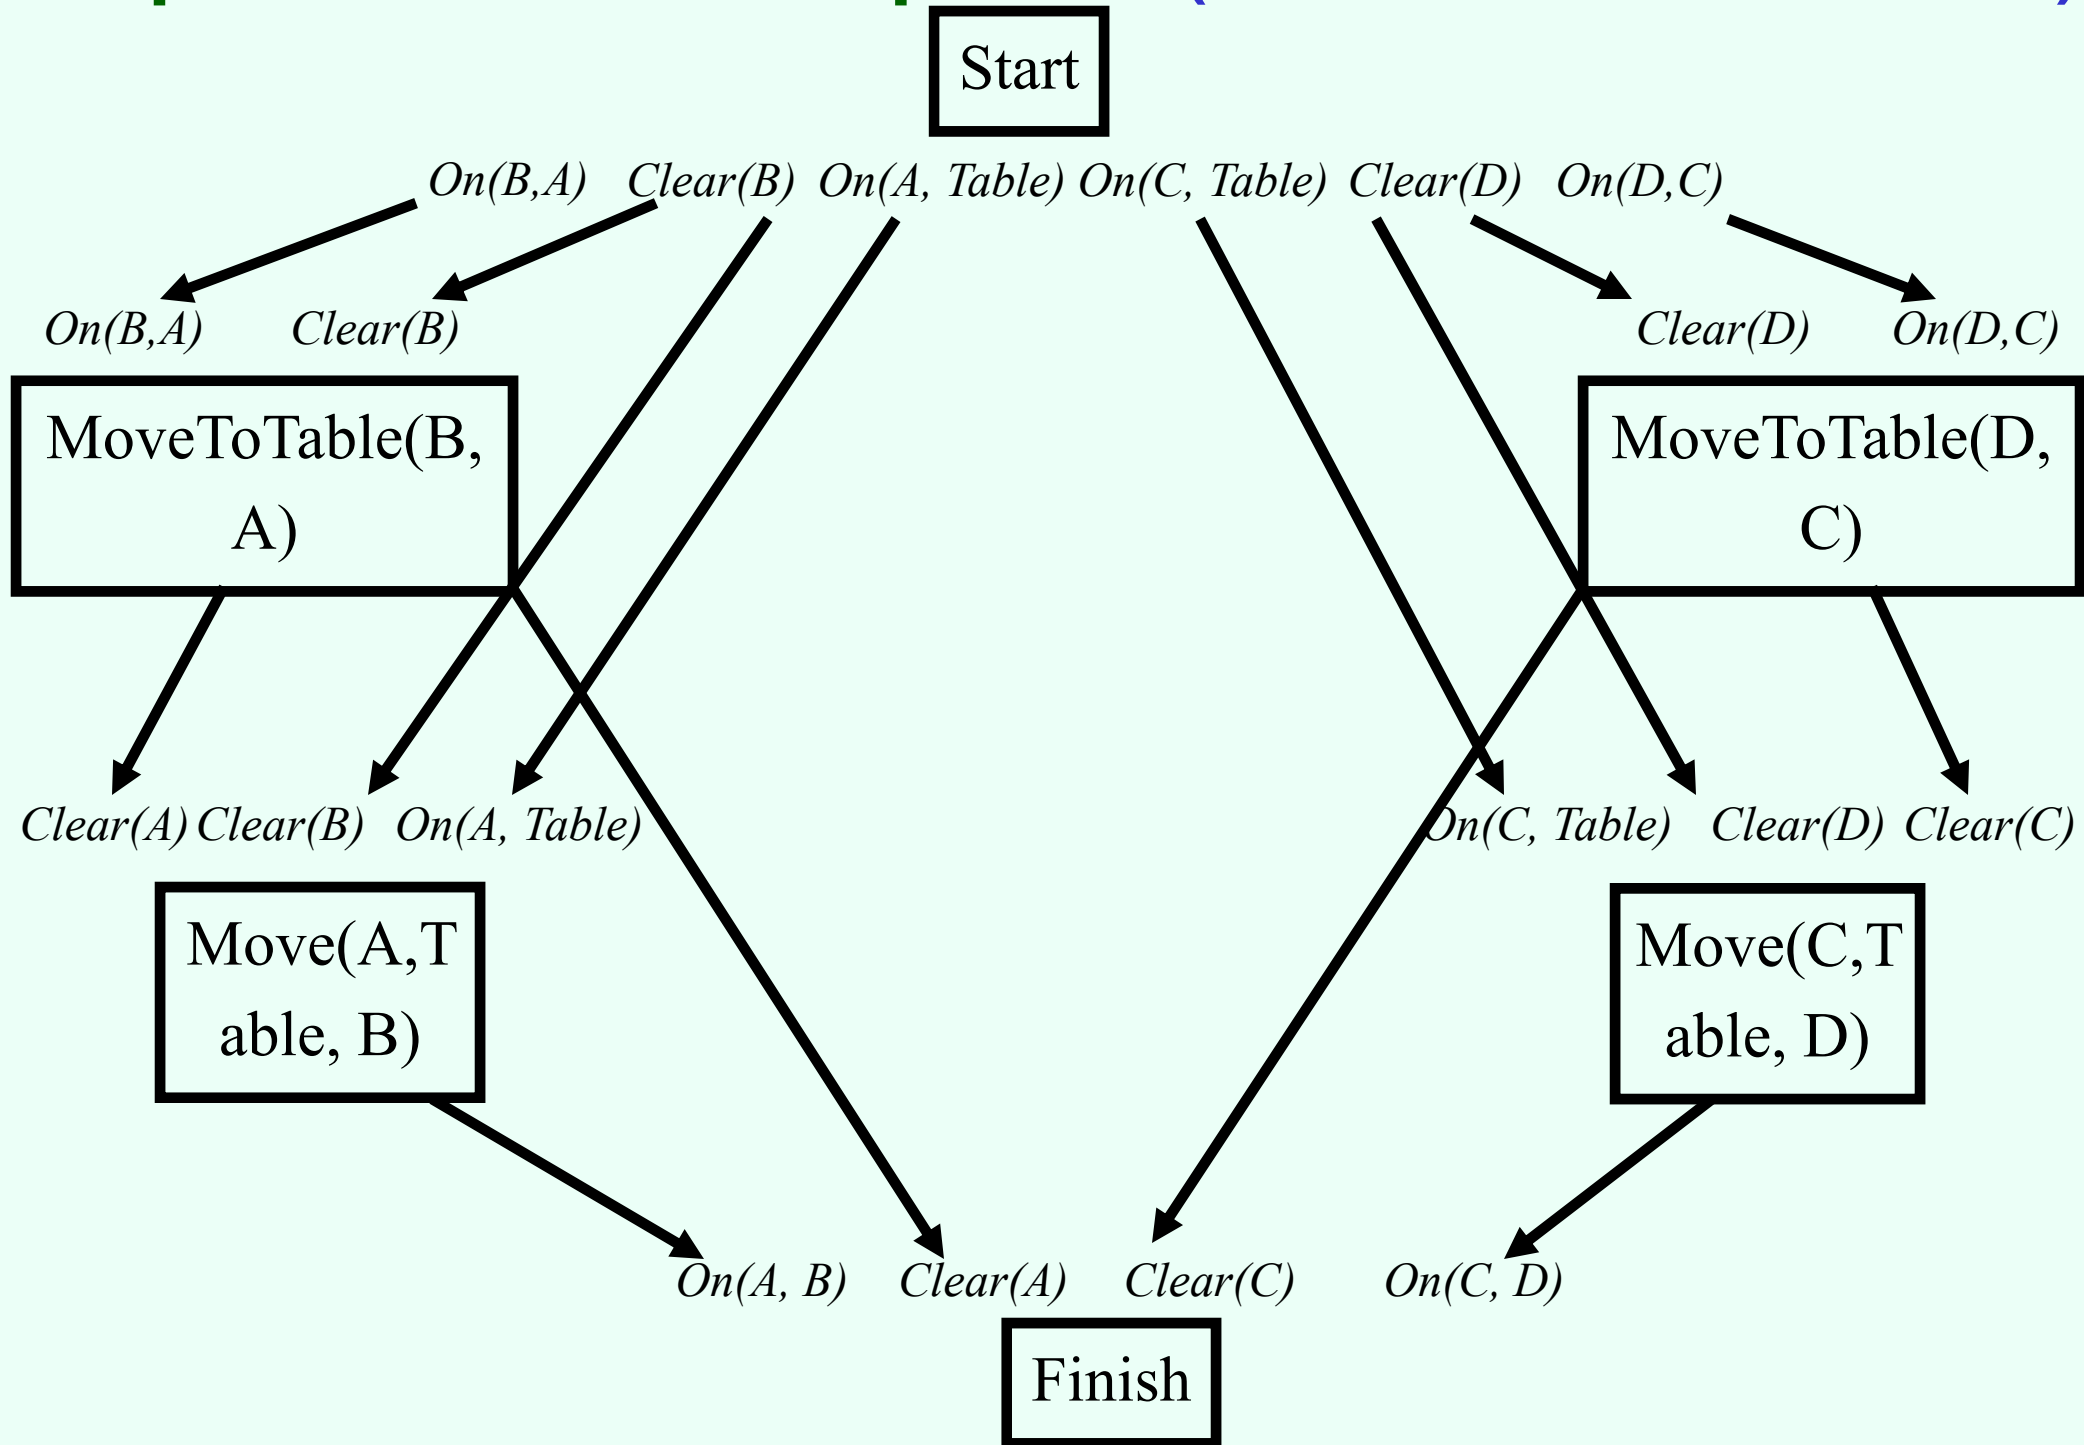 Start
On(B,A) Clear(B) On(A, Table) On(C, Table) Clear(D) On(D,C)
On(B,A) Clear(B) Clear(D) On(D,C)
MoveToTable(B,
A)
MoveToTable(D,
C)
Clear(A) Clear(B) On(A, Table) On(C, Table) Clear(D) Clear(C)
Move(A,T
able, B)
Move(C,T
able, D)
On(A, B) Clear(A) Clear(C) On(C, D)
Finish